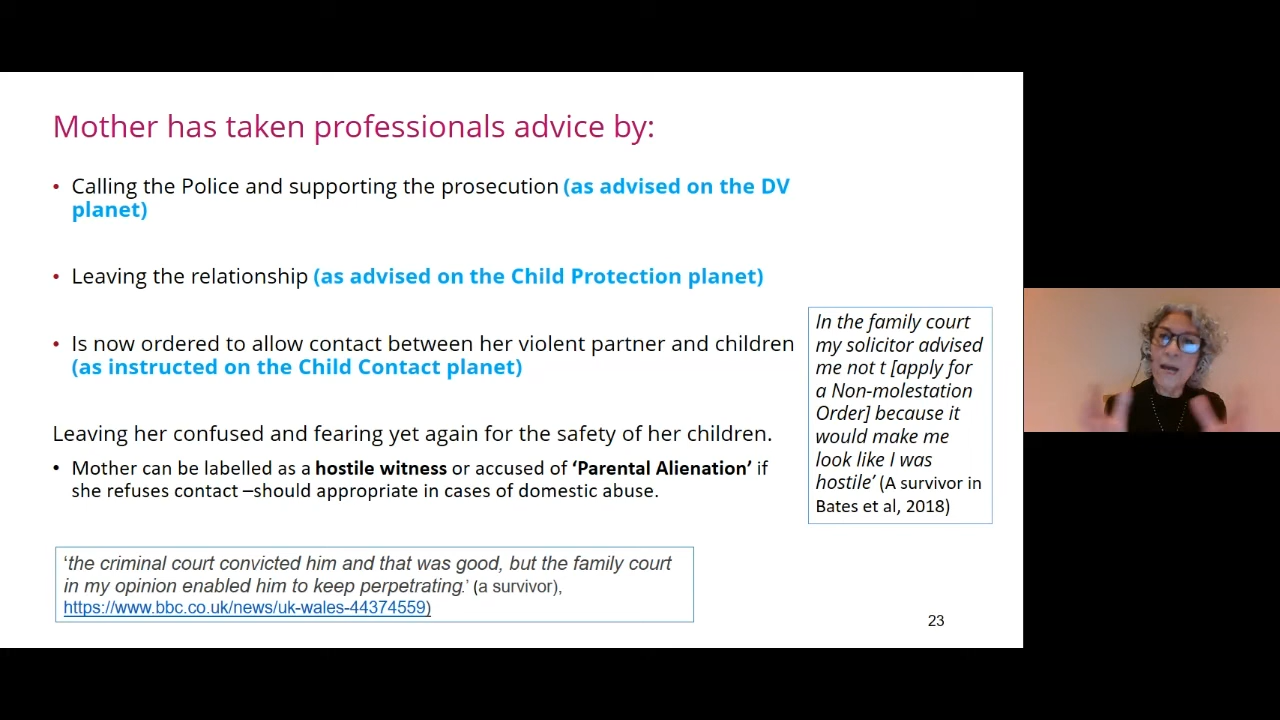 Mother has taken professionals advice by:
• Calling the Police and supporting the prosecution (as advised on the DV
planet)
• Leaving the relationship (as advised on the Child Protection planet)
• Is now ordered to allow contact between her violent partner and children
(as instructed on the Child Contact planet)
Leaving her confused and fearing yet again for the safety of her children.
• Mother can be labelled as a hostile witness or accused of ‘Parental Alienation’ if
she refuses contact –should appropriate in cases of domestic abuse.
In the family court
my solicitor advised
me not t [apply for
a Non-molestation
Order] because it
would make me
look like I was
hostile’ (A survivor in
Bates et al, 2018)
‘the criminal court convicted him and that was good, but the family court
in my opinion enabled him to keep perpetrating.’ (a survivor),
https://www.bbc.co.uk/news/uk-wales-44374559)
23